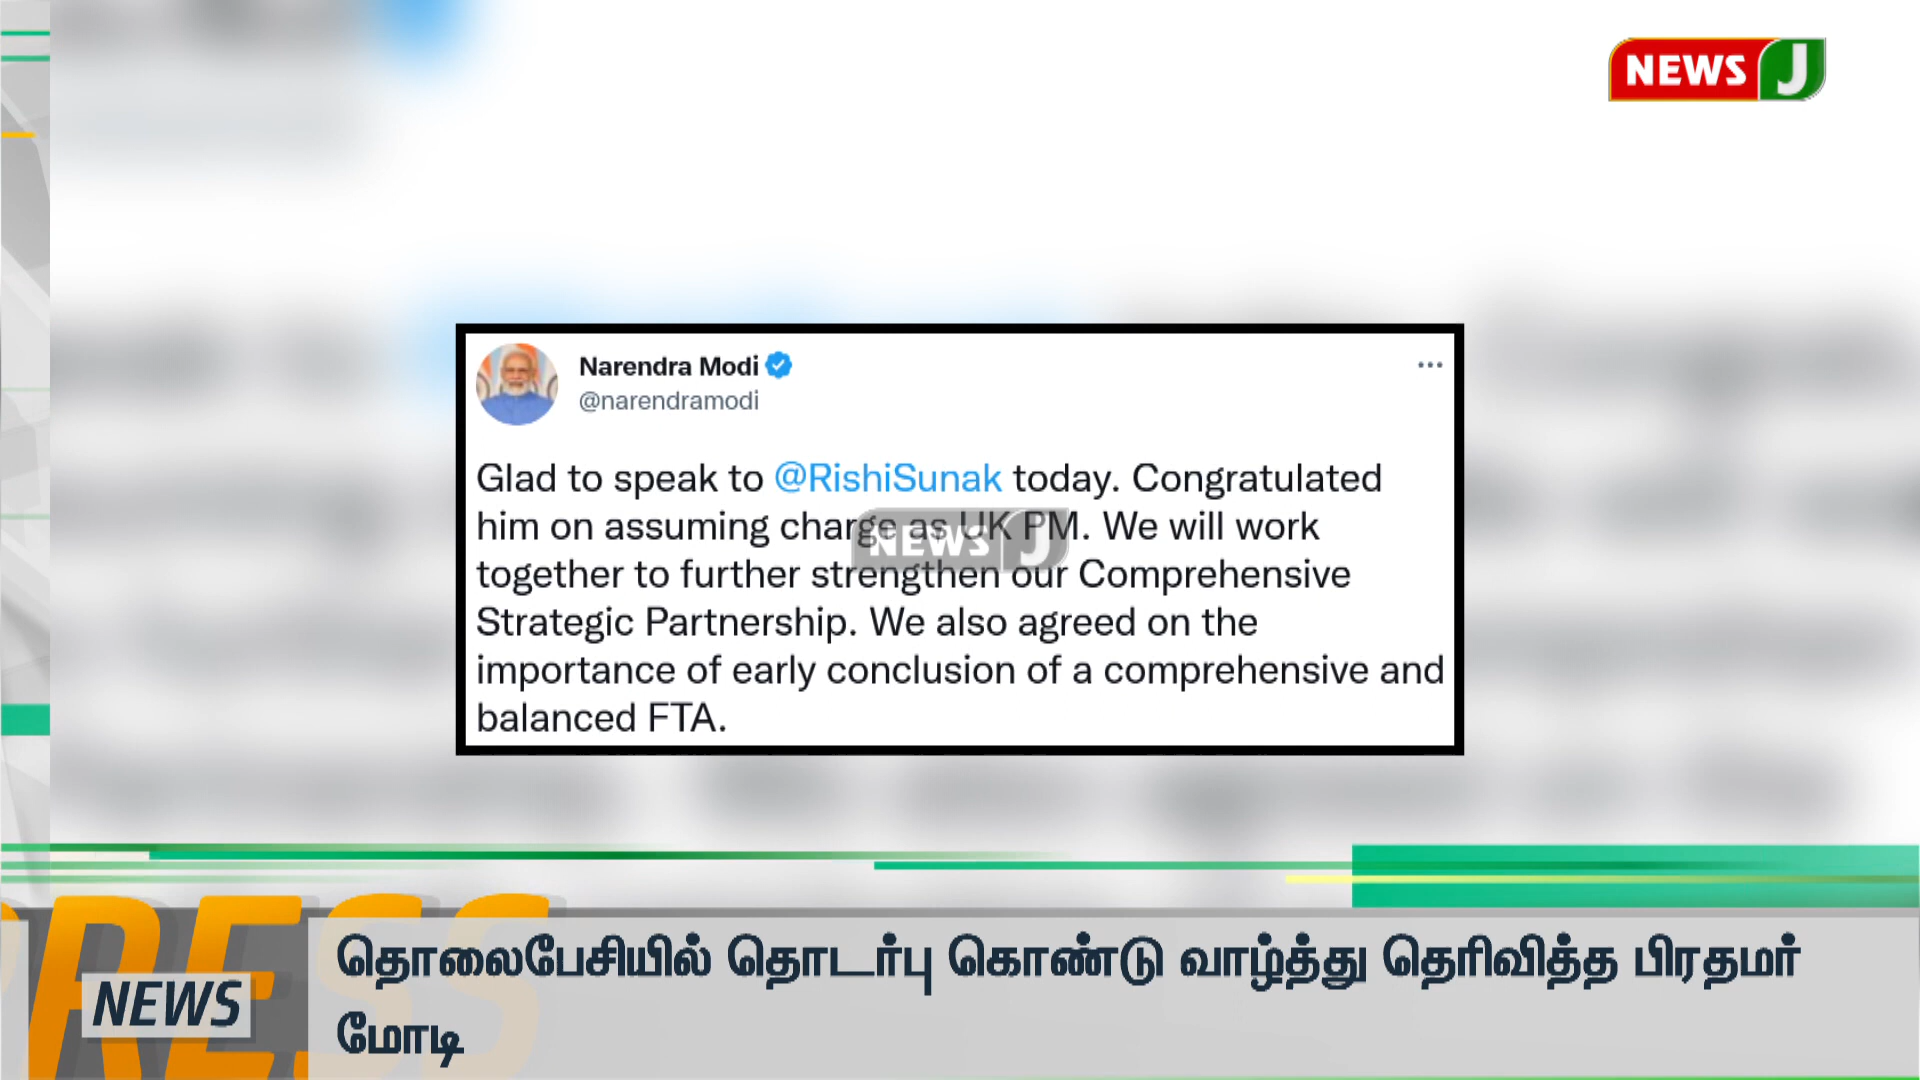 NEWS J
Narendra Modi
@narendramodi
Glad to speak to @RishiSunak today. Congratulated
him on assuming charge as UK PM. We will work
together to further strengthen our Comprehensive
Strategic Partnership. We also agreed on the
importance of early conclusion of a comprehensive and
balanced FTA.
NEWS J
PRESS
NEWS
தொலைபேசியில் தொடர்பு கொண்டு வாழ்த்து தெரிவித்த பிரதமர்
மோடி